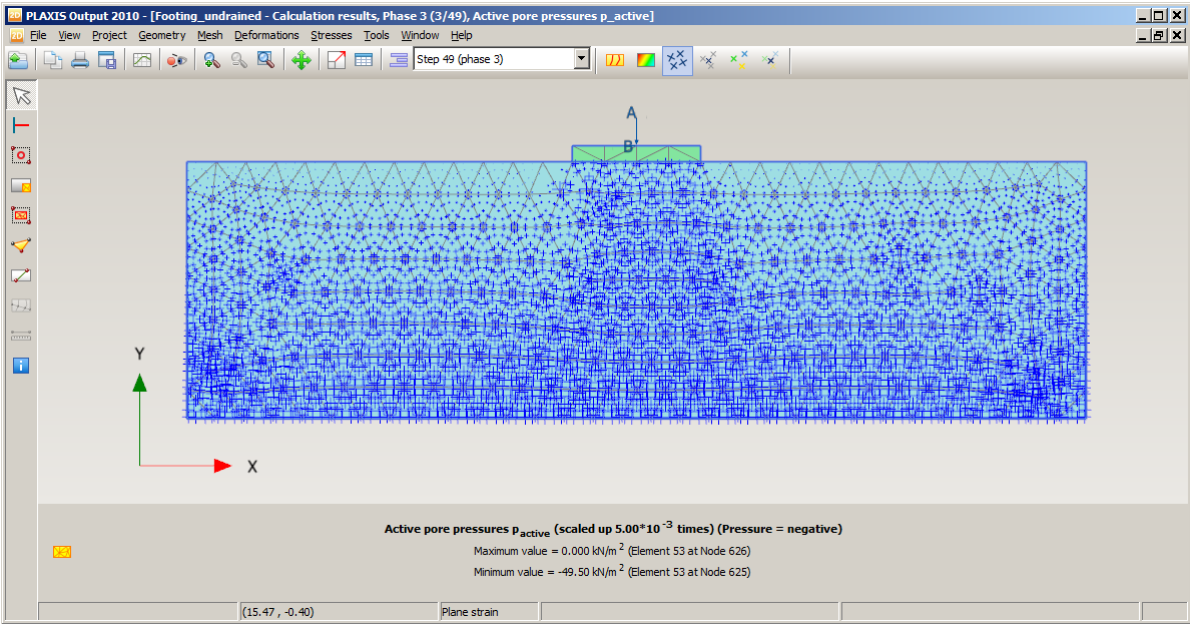 PLAXIS Output 2010 - [Footing_undrained - Calculation results, Phase 3 (3/49), Active pore pressures p_active]
File View Project Geometry Mesh Deformations Stresses Tools Window Help
Step 49 (phase 3)
A
B
Y
X
Active pore pressures p_active (scaled up 5.00*10^-3 times) (Pressure = negative)
Maximum value = 0.000 kN/m² (Element 53 at Node 626)
Minimum value = -49.50 kN/m² (Element 53 at Node 625)
(15.47 , -0.40) Plane strain